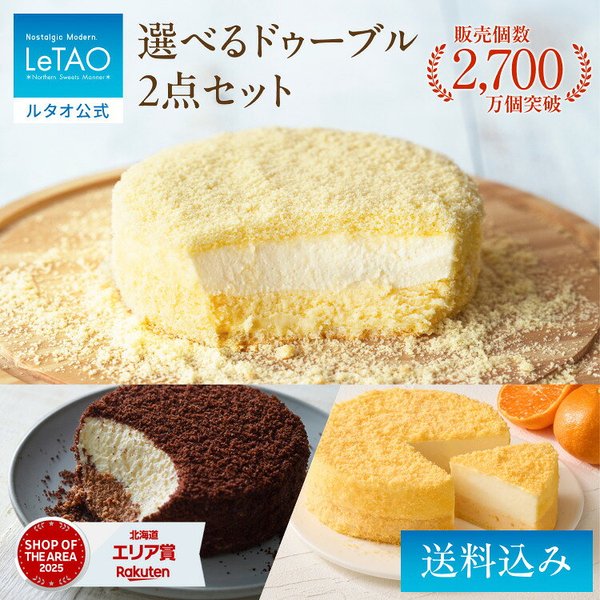 Nostalgic Modern.
LeTAO
*Northern Sweets Manner*
ルタオ公式
選べるドゥーブル
2点セット
販売個数
2,700
万個突破
SHOP OF
THE AREA
2025
北海道
エリア賞
Rakuten
送料込み